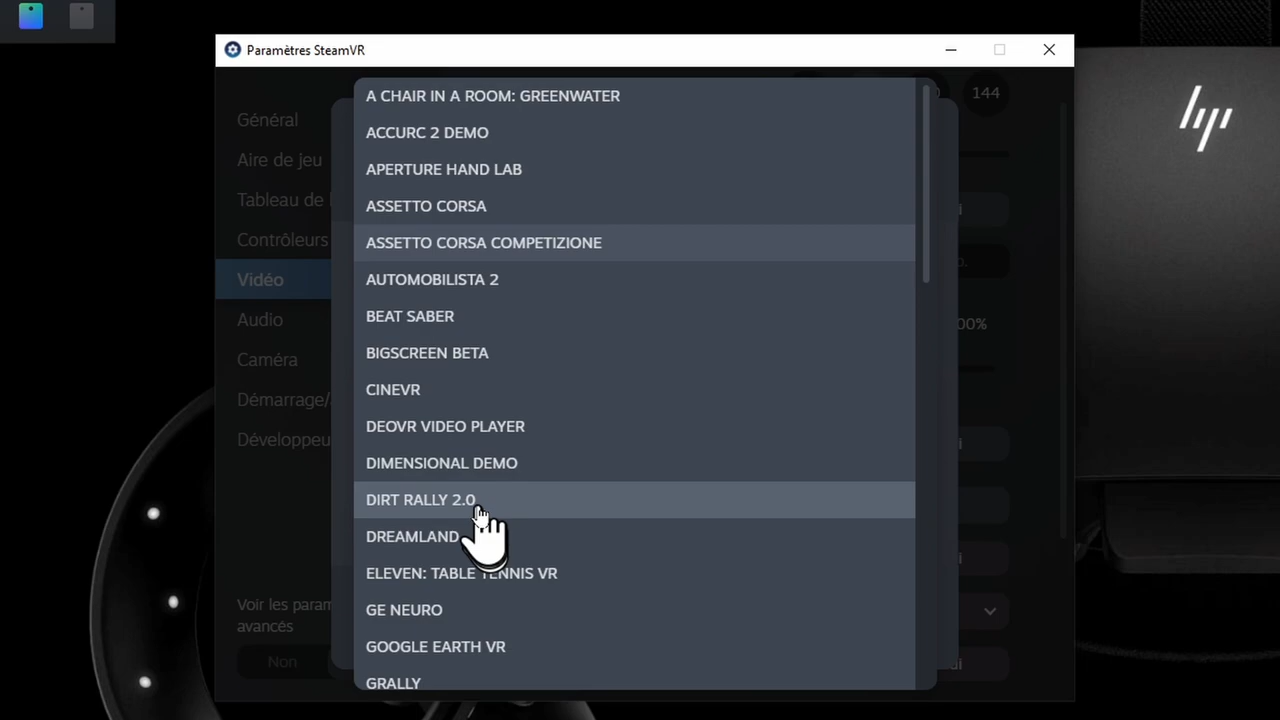 Paramètres SteamVR
144
Général
Aire de jeu
Tableau de
Contrôleurs
Vidéo
Audio
Caméra
Démarrage/
Développeu
Voir les param
avancés
Non
A CHAIR IN A ROOM: GREENWATER
ACCURC 2 DEMO
APERTURE HAND LAB
ASSETTO CORSA
ASSETTO CORSA COMPETIZIONE
AUTOMOBILISTA 2
BEAT SABER
BIGSCREEN BETA
CINEVR
DEOVR VIDEO PLAYER
DIMENSIONAL DEMO
DIRT RALLY 2.0
DREAMLAND
ELEVEN: TABLE TENNIS VR
GE NEURO
GOOGLE EARTH VR
GRALLY
00%
hp